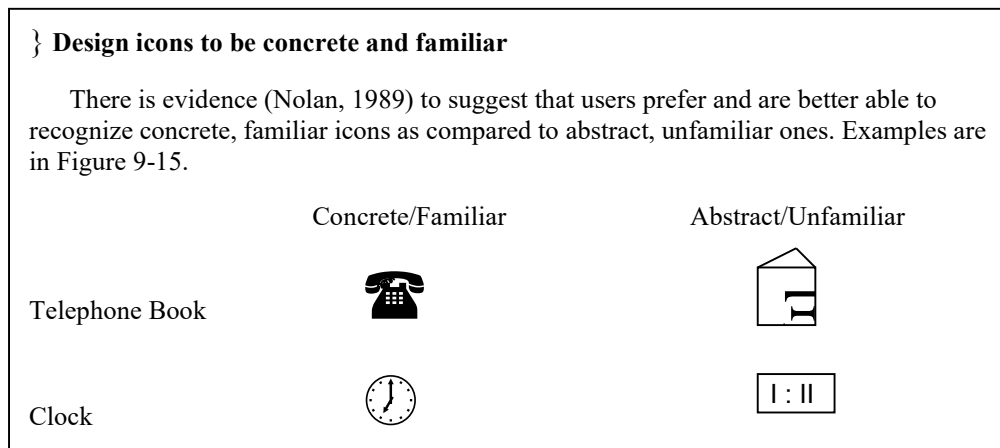 } Design icons to be concrete and familiar
There is evidence (Nolan, 1989) to suggest that users prefer and are better able to
recognize concrete, familiar icons as compared to abstract, unfamiliar ones. Examples are
in Figure 9-15.
Concrete/Familiar Abstract/Unfamiliar
Telephone Book
Clock I : II